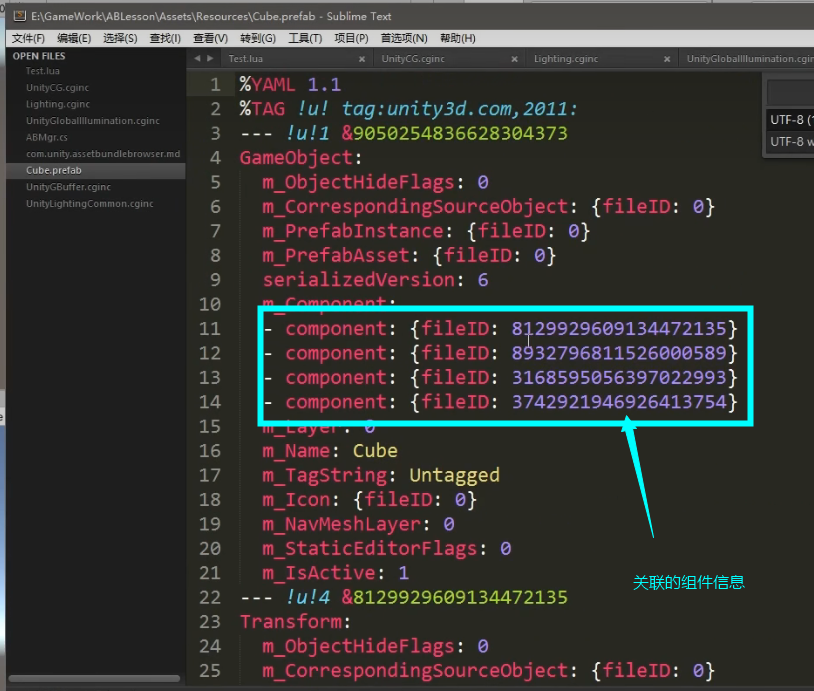 E:\GameWork\ABLesson\Assets\Resources\Cube.prefab - Sublime Text
文件(F) 编辑(E) 选择(S) 查找(I) 查看(V) 转到(G) 工具(T) 项目(P) 首选项(N) 帮助(H)
OPEN FILES
Test.lua
UnityCG.cginc
Lighting.cginc
UnityGlobalIllumination.cginc
ABMgr.cs
com.unity.assetbundlebrowser.md
Cube.prefab
UnityGBuffer.cginc
UnityLightingCommon.cginc
Test.lua × UnityCG.cginc × Lighting.cginc × UnityGlobalIllumination.cgin
UTF-8 (1
UTF-8 w
1 %YAML 1.1
2 %TAG !u! tag:unity3d.com,2011:
3 --- !u!1 &9050254836628304373
4 GameObject:
5 m_ObjectHideFlags: 0
6 m_CorrespondingSourceObject: {fileID: 0}
7 m_PrefabInstance: {fileID: 0}
8 m_PrefabAsset: {fileID: 0}
9 serializedVersion: 6
10 m_Component:
11 - component: {fileID: 8129929609134472135}
12 - component: {fileID: 8932796811526000589}
13 - component: {fileID: 3168595056397022993}
14 - component: {fileID: 3742921946926413754}
15 m_Layer: 0
16 m_Name: Cube
17 m_TagString: Untagged
18 m_Icon: {fileID: 0}
19 m_NavMeshLayer: 0
20 m_StaticEditorFlags: 0
21 m_IsActive: 1
22 --- !u!4 &8129929609134472135
23 Transform:
24 m_ObjectHideFlags: 0
25 m_CorrespondingSourceObject: {fileID: 0}
关联的组件信息